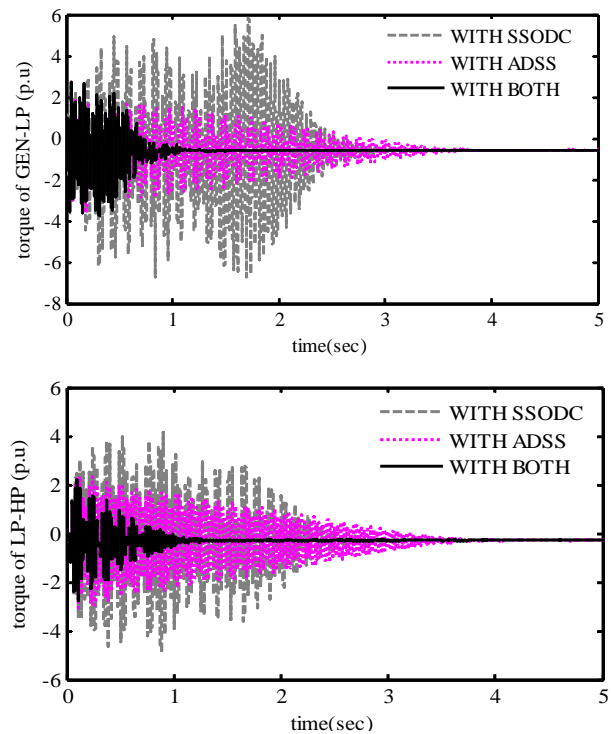 6
4
2
0
-2
-4
-6
-8
torque of GEN-LP (p.u)
WITH SSODC
WITH ADSS
WITH BOTH
0 1 2 3 4 5
time(sec)
6
4
2
0
-2
-4
-6
torque of LP-HP (p.u)
WITH SSODC
WITH ADSS
WITH BOTH
0 1 2 3 4 5
time(sec)